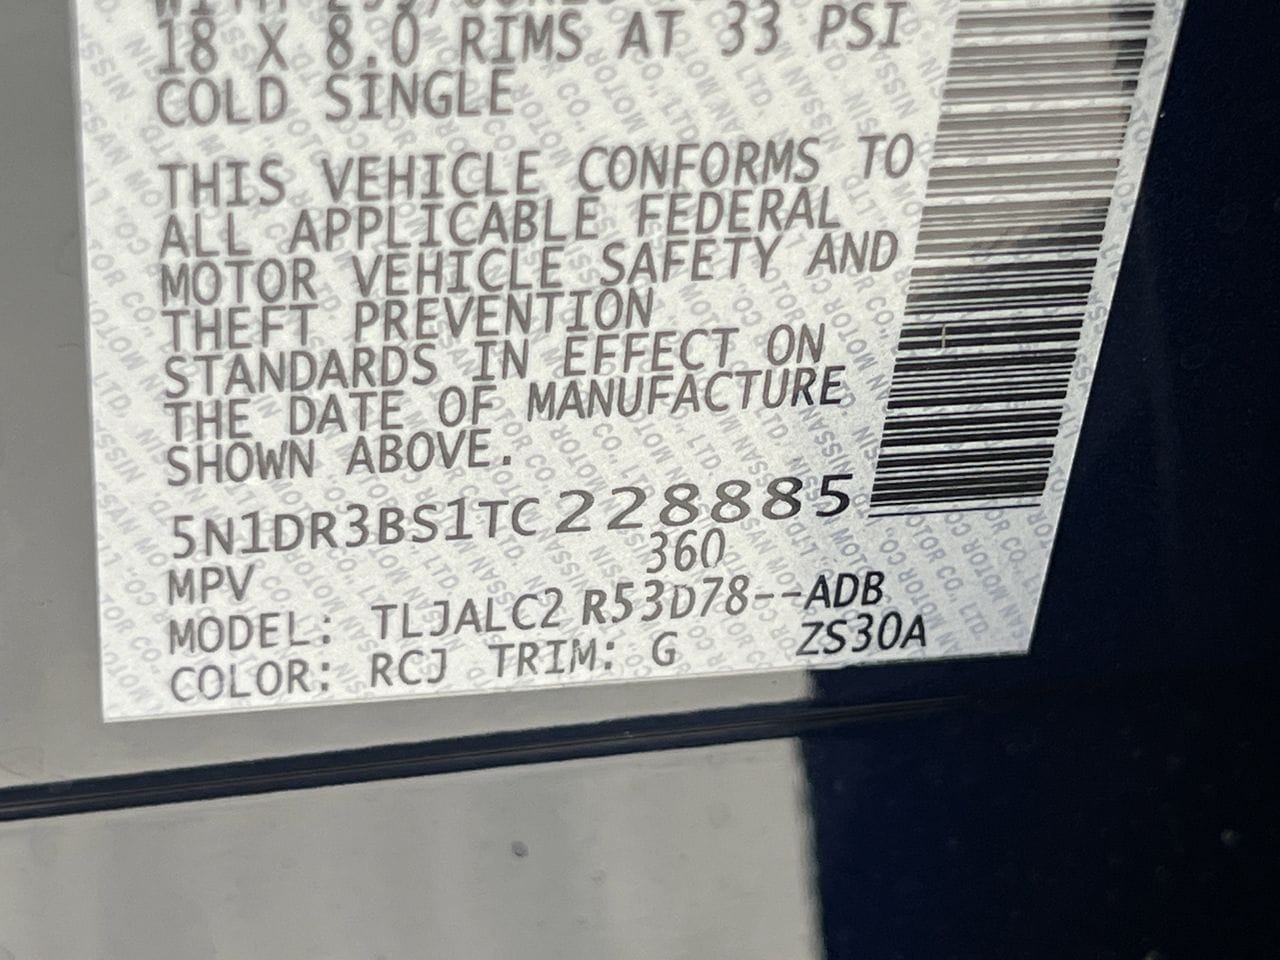 18 X 8.0 RIMS AT 33 PSI
COLD SINGLE
THIS VEHICLE CONFORMS TO
ALL APPLICABLE FEDERAL
MOTOR VEHICLE SAFETY AND
THEFT PREVENTION
STANDARDS IN EFFECT ON
THE DATE OF MANUFACTURE
SHOWN ABOVE.
5N1DR3BS1TC228885
MPV 360
MODEL: TLJALC2 R53D78--ADB
COLOR: RCJ TRIM: G ZS30A